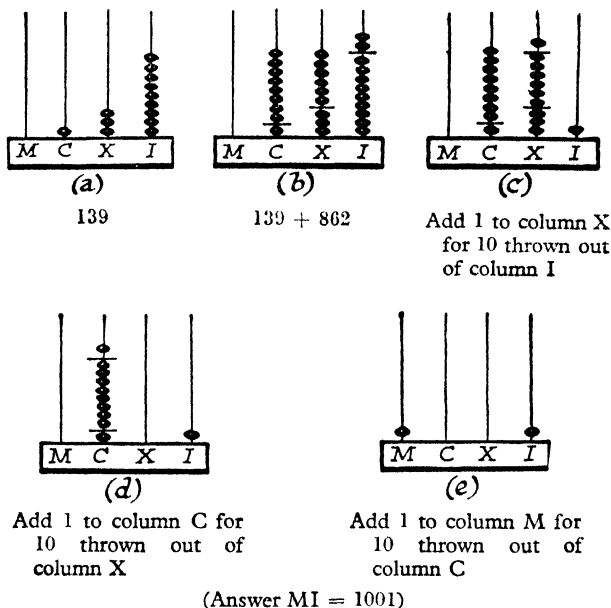 M C X I
(a)
139
M C X I
(b)
139 + 862
M C X I
(c)
Add 1 to column X
for 10 thrown out
of column I
M C X I
(d)
Add 1 to column C for
10 thrown out of
column X
M C X I
(e)
Add 1 to column M for
10 thrown out of
column C
(Answer MI = 1001)